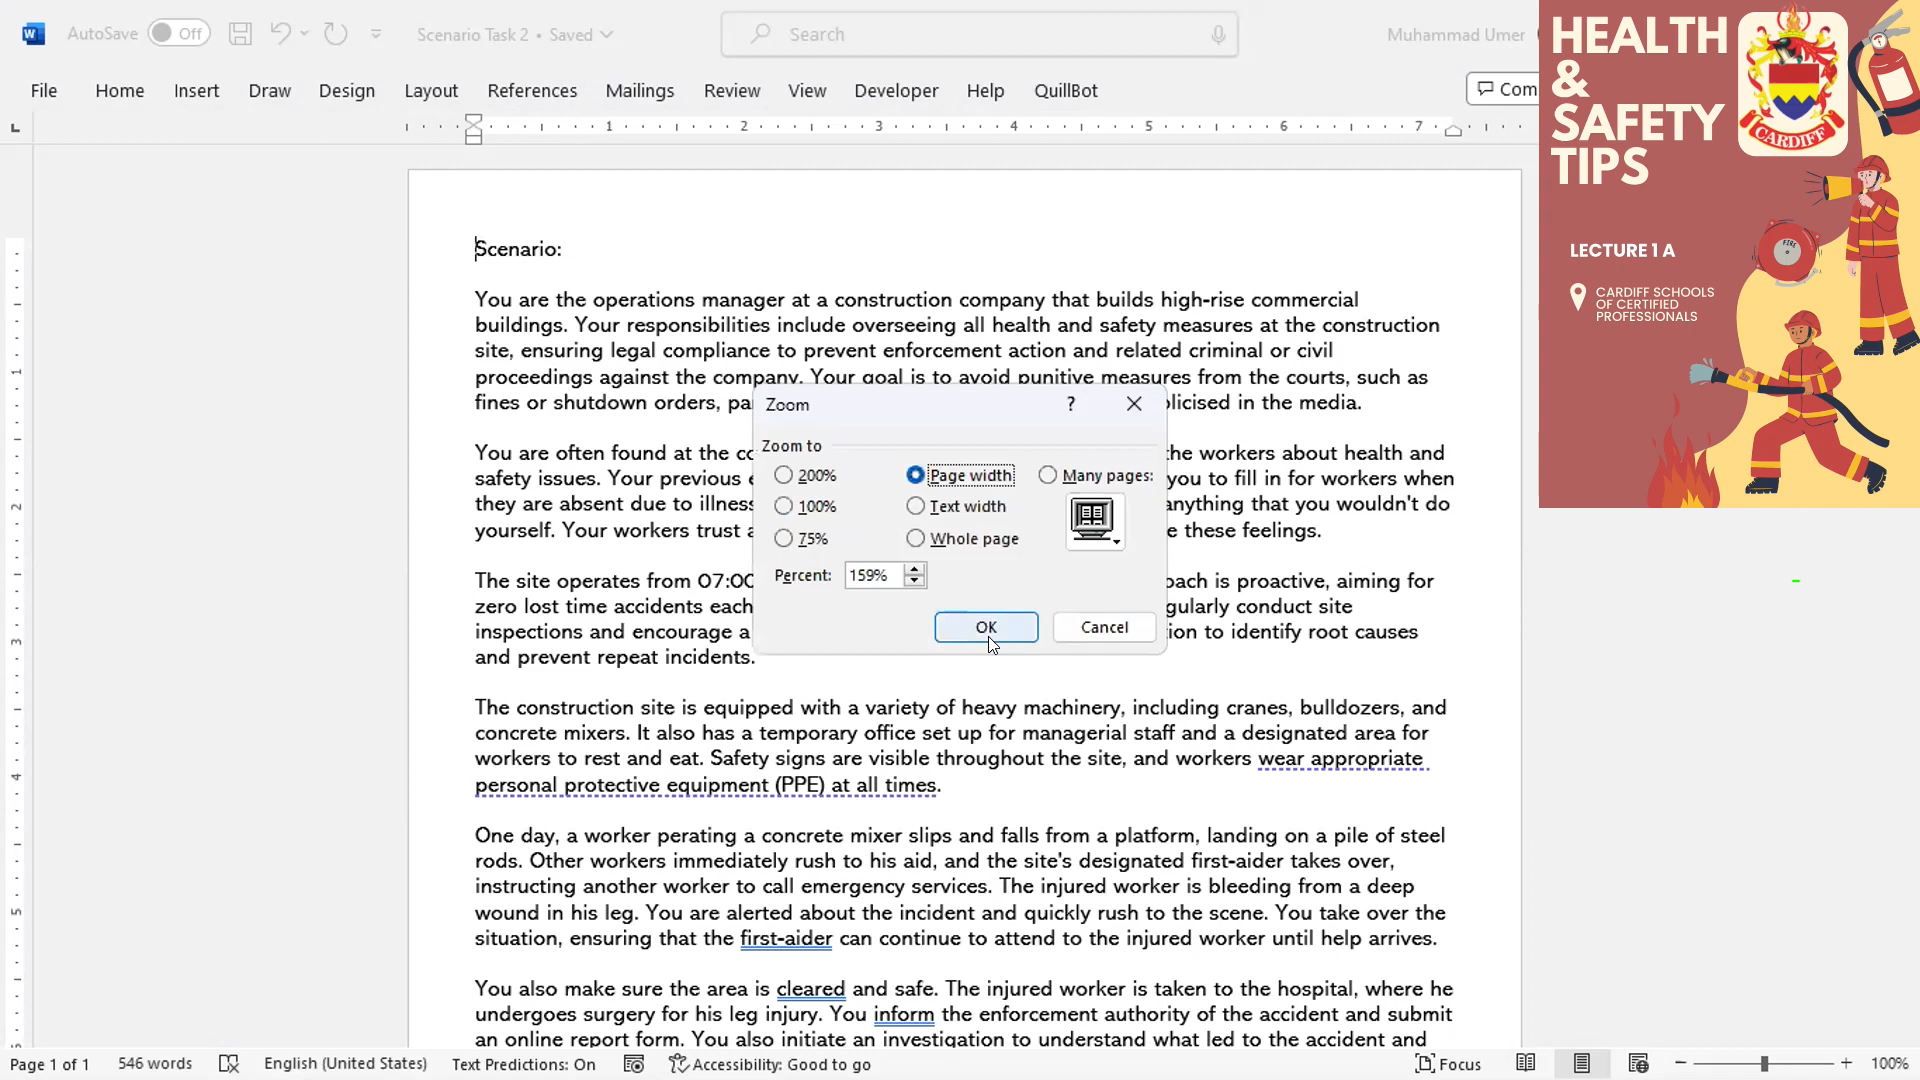 AutoSave Off Scenario Task 2 • Saved Search Muhammad Umer
File Home Insert Draw Design Layout References Mailings Review View Developer Help QuillBot Com
1 2 3 4 5 6 7
Scenario:
You are the operations manager at a construction company that builds high-rise commercial
buildings. Your responsibilities include overseeing all health and safety measures at the construction
site, ensuring legal compliance to prevent enforcement action and related criminal or civil
proceedings against the company. Your goal is to avoid punitive measures from the courts, such as
fines or shutdown orders, pa
licised in the media.
You are often found at the co
the workers about health and
safety issues. Your previous e
you to fill in for workers when
they are absent due to illness
anything that you wouldn't do
yourself. Your workers trust a
e these feelings.
The site operates from 07:00
oach is proactive, aiming for
zero lost time accidents each
gularly conduct site
inspections and encourage a
ion to identify root causes
and prevent repeat incidents.
The construction site is equipped with a variety of heavy machinery, including cranes, bulldozers, and
concrete mixers. It also has a temporary office set up for managerial staff and a designated area for
workers to rest and eat. Safety signs are visible throughout the site, and workers wear appropriate
personal protective equipment (PPE) at all times.
One day, a worker perating a concrete mixer slips and falls from a platform, landing on a pile of steel
rods. Other workers immediately rush to his aid, and the site's designated first-aider takes over,
instructing another worker to call emergency services. The injured worker is bleeding from a deep
wound in his leg. You are alerted about the incident and quickly rush to the scene. You take over the
situation, ensuring that the first-aider can continue to attend to the injured worker until help arrives.
You also make sure the area is cleared and safe. The injured worker is taken to the hospital, where he
undergoes surgery for his leg injury. You inform the enforcement authority of the accident and submit
an online report form. You also initiate an investigation to understand what led to the accident and
Zoom ?
Zoom to
200% Page width Many pages:
100% Text width
75% Whole page
Percent: 159%
OK Cancel
1
2
3
4
5
Page 1 of 1 546 words English (United States) Text Predictions: On Accessibility: Good to go Focus 100%
HEALTH
&
SAFETY
TIPS
CARDIFF
FIRE
LECTURE 1 A
CARDIFF SCHOOLS
OF CERTIFIED
PROFESSIONALS